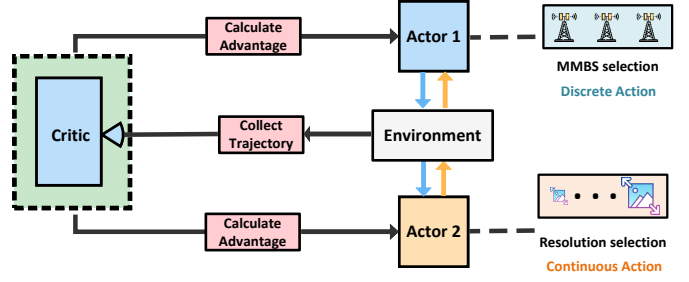 Calculate
Advantage
Actor 1
MMBS selection
Discrete Action
Critic
Collect
Trajectory
Environment
Calculate
Advantage
Actor 2
Resolution selection
Continuous Action